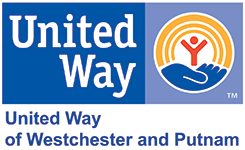 United
Way
TM
United Way
of Westchester and Putnam